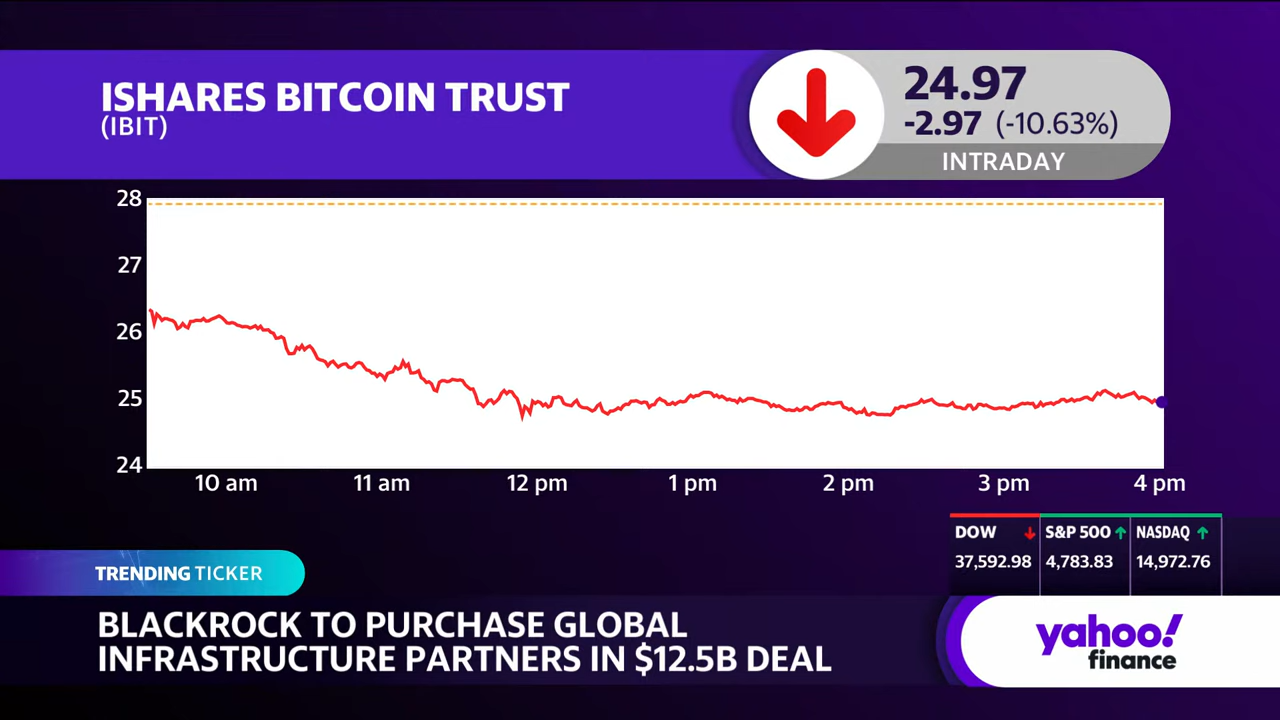 ISHARES BITCOIN TRUST
(IBIT)
24.97
-2.97 (-10.63%)
INTRADAY
28
27
26
25
24
10 am 11 am 12 pm 1 pm 2 pm 3 pm 4 pm
DOW S&P 500 NASDAQ
37,592.98 4,783.83 14,972.76
TRENDING TICKER
BLACKROCK TO PURCHASE GLOBAL
INFRASTRUCTURE PARTNERS IN $12.5B DEAL
yahoo!
finance